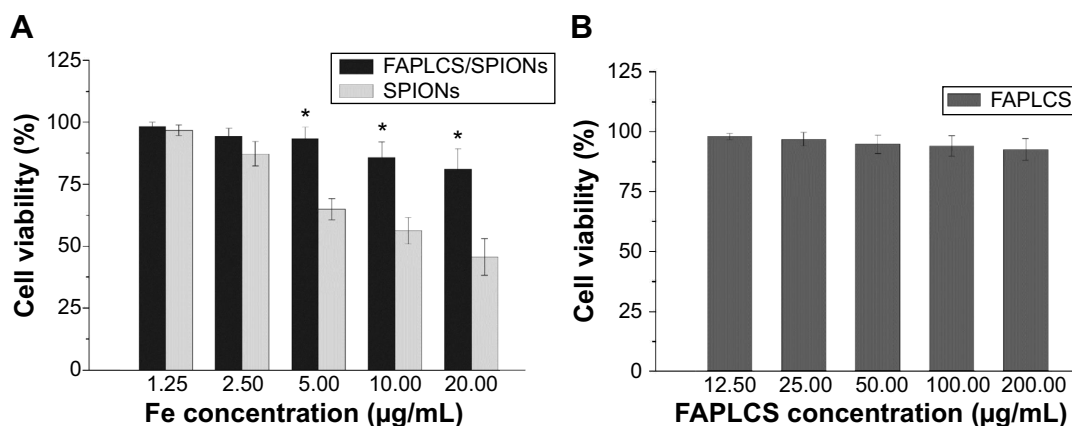 A
FAPLCS/SPIONs
SPIONs
Cell viability (%)
125
100
75
50
25
0
* * *
1.25 2.50 5.00 10.00 20.00
Fe concentration (µg/mL)
B
FAPLCS
Cell viability (%)
125
100
75
50
25
0
12.50 25.00 50.00 100.00 200.00
FAPLCS concentration (µg/mL)